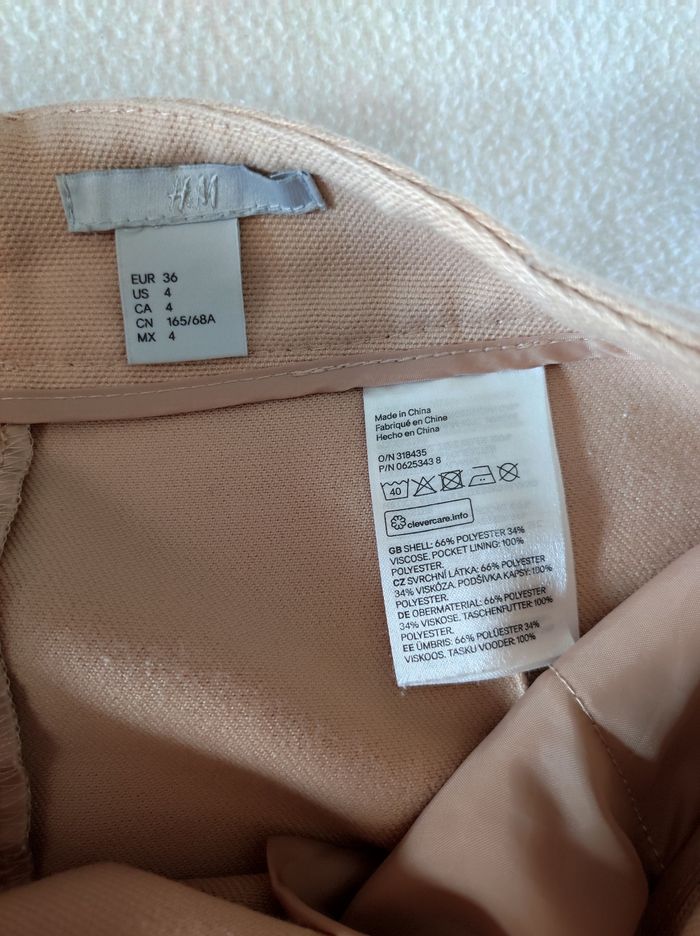 H&M
EUR 36
US 4
CA 4
CN 165/68A
MX 4
Made in China
Fabriqué en Chine
Hecho en China
O/N 318435
P/N 0625343 8
40
clevercare.info
GB SHELL: 66% POLYESTER 34%
VISCOSE. POCKET LINING: 100%
POLYESTER.
CZ SVRCHNÍ LÁTKA: 66% POLYESTER
34% VISKÓZA. PODŠÍVKA KAPSY: 100%
POLYESTER.
DE OBERMATERIAL: 66% POLYESTER
34% VISKOSE. TASCHENFUTTER: 100%
POLYESTER.
EE ÜMBRIS: 66% POLÜESTER 34%
VISKOOS. TASKU VOODER: 100%